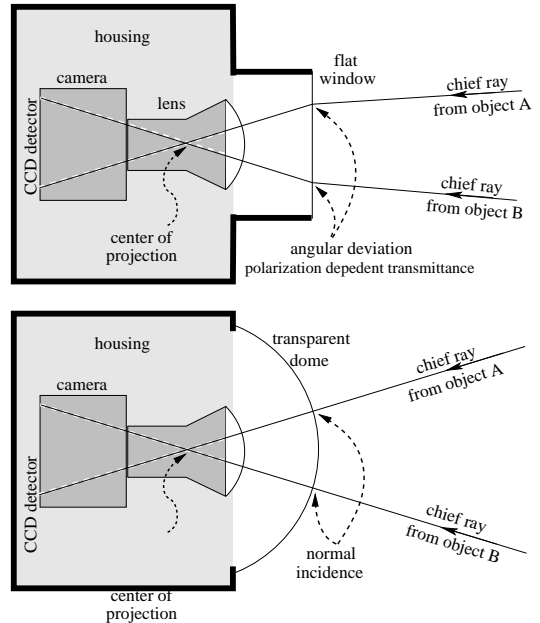 housing
camera
lens
CCD detector
center of
projection
flat
window
chief ray
from object A
chief ray
from object B
angular deviation
polarization depedent transmittance
housing
camera
CCD detector
center of
projection
transparent
dome
chief ray
from object A
chief ray
from object B
normal
incidence